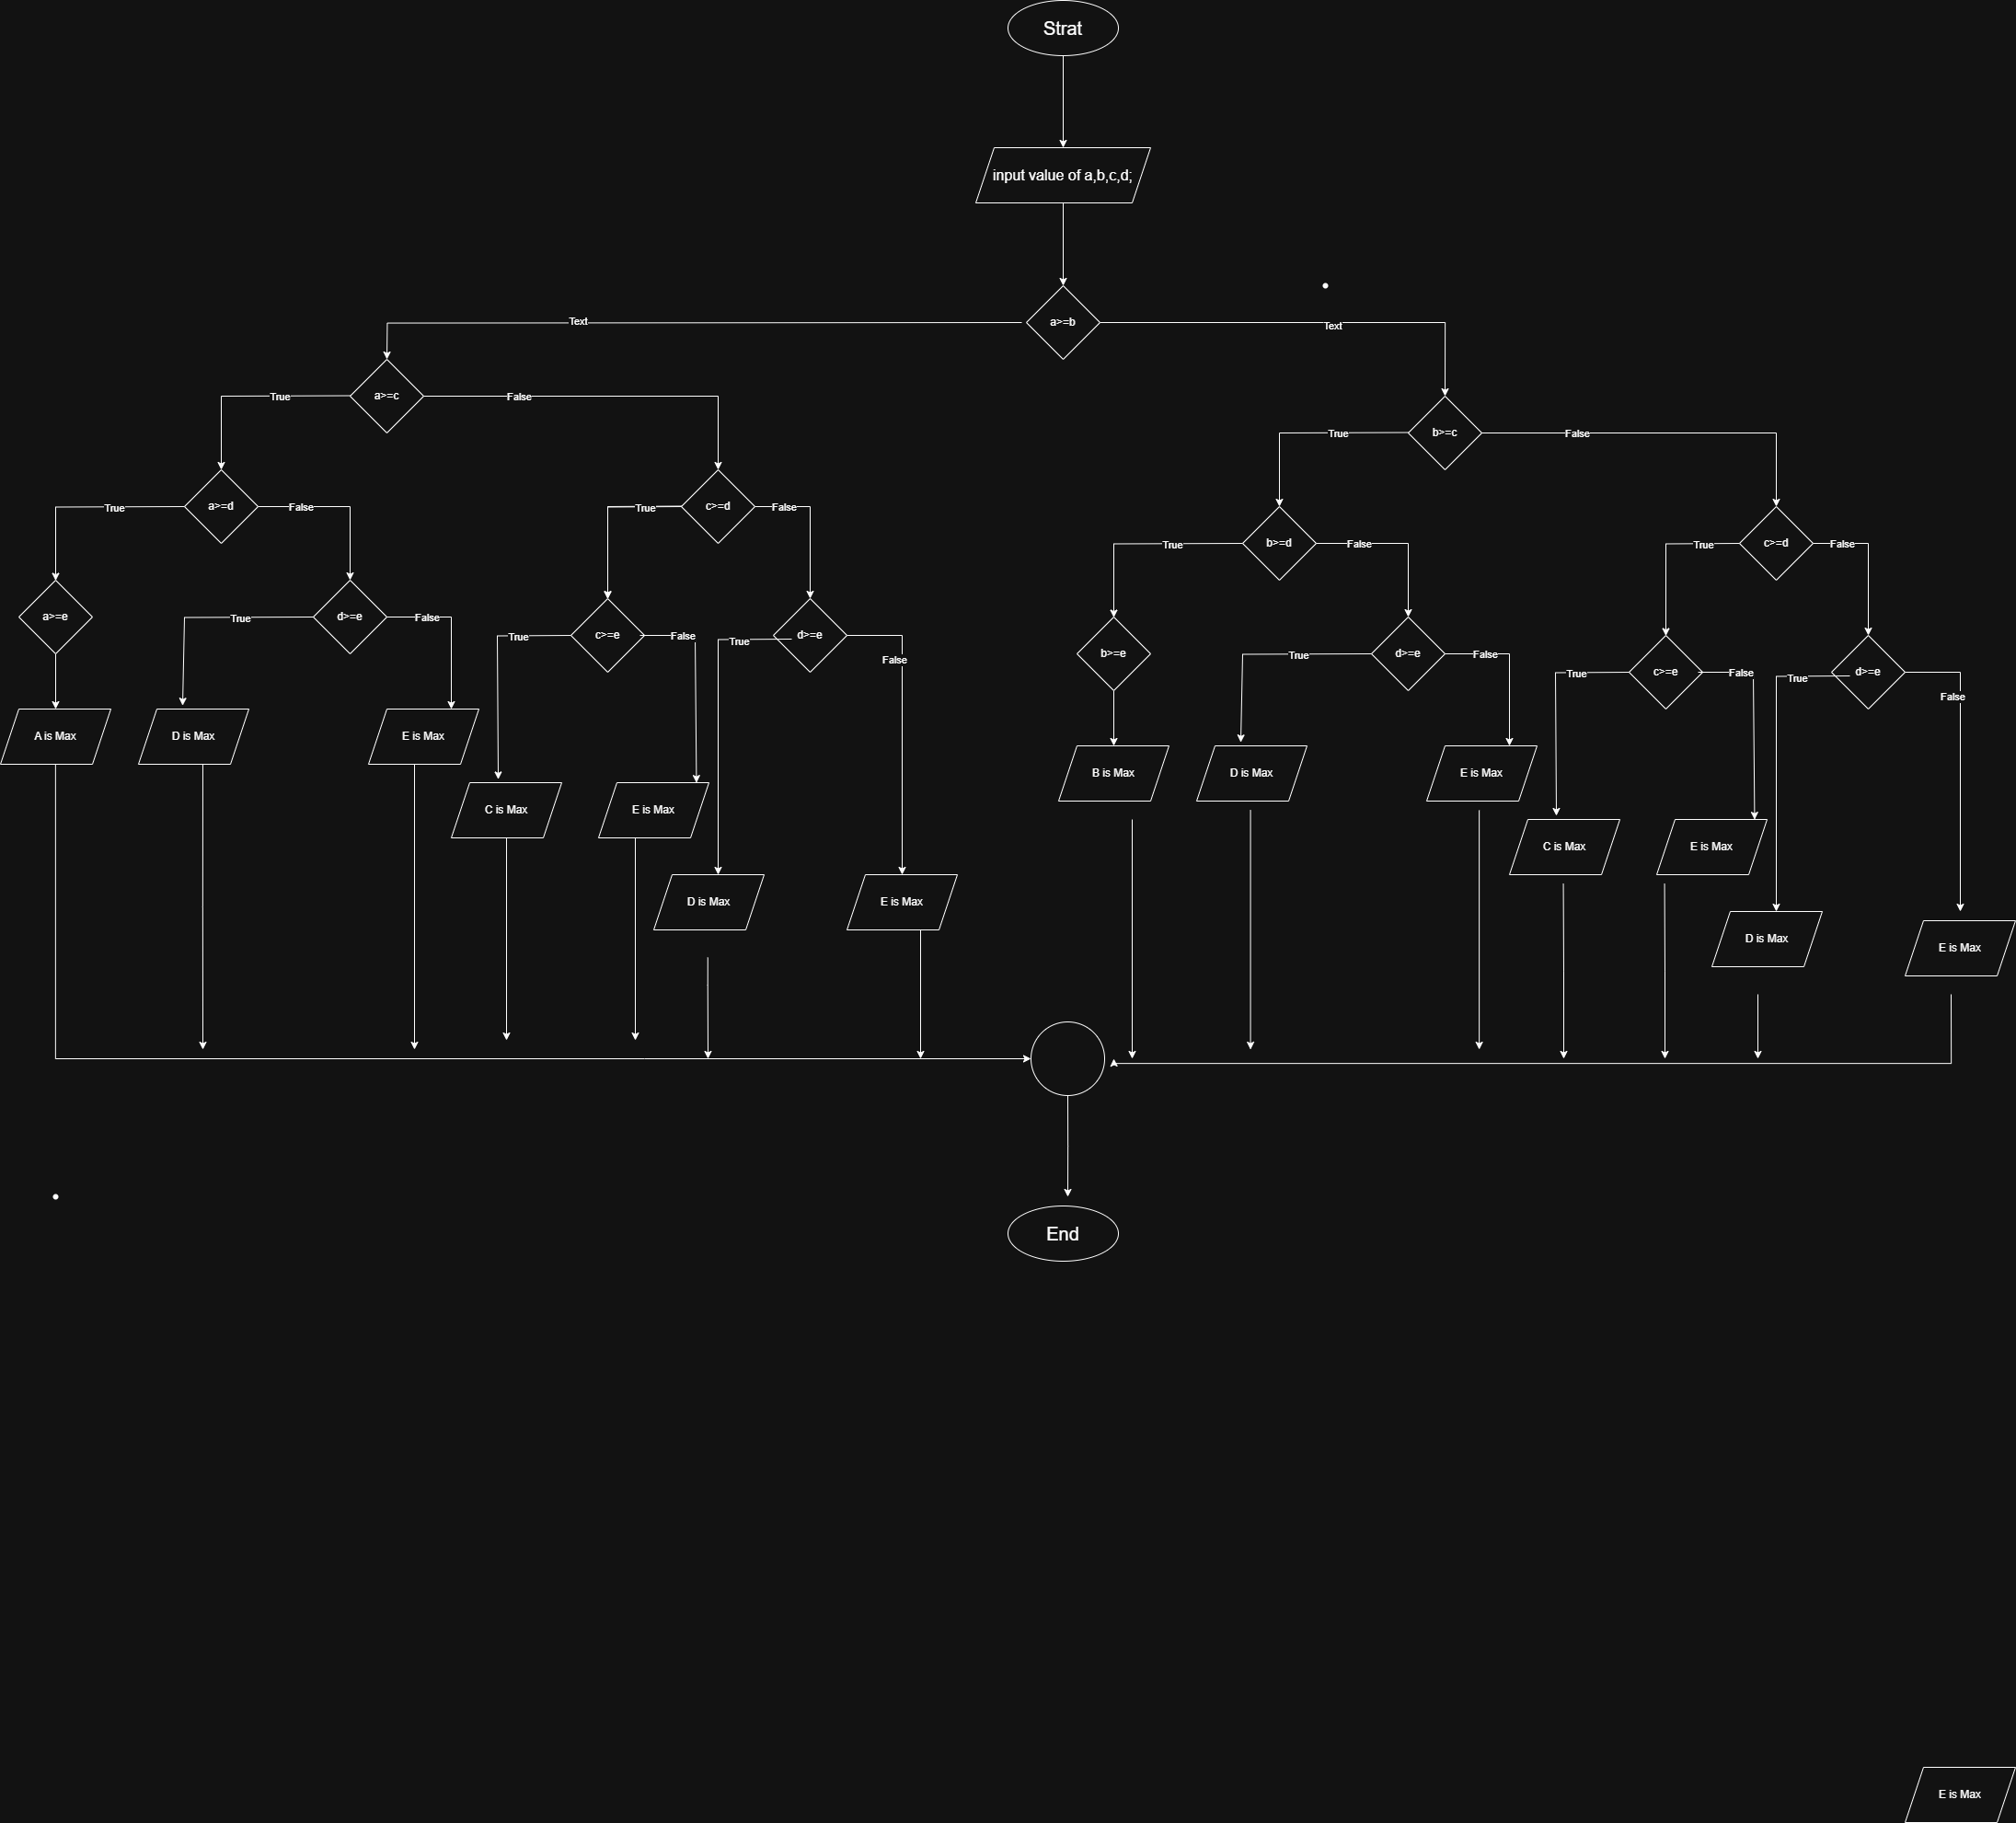 Strat
input value of a,b,c,d;
a>=b
Text
Text
a>=c
True
False
b>=c
True
False
a>=d
True
False
c>=d
True
False
b>=d
True
False
c>=d
True
False
a>=e
d>=e
True
False
c>=e
True
False
d>=e
True
False
b>=e
d>=e
True
False
c>=e
True
False
d>=e
True
False
A is Max
D is Max
E is Max
B is Max
D is Max
E is Max
C is Max
E is Max
C is Max
E is Max
D is Max
E is Max
D is Max
E is Max
End
E is Max